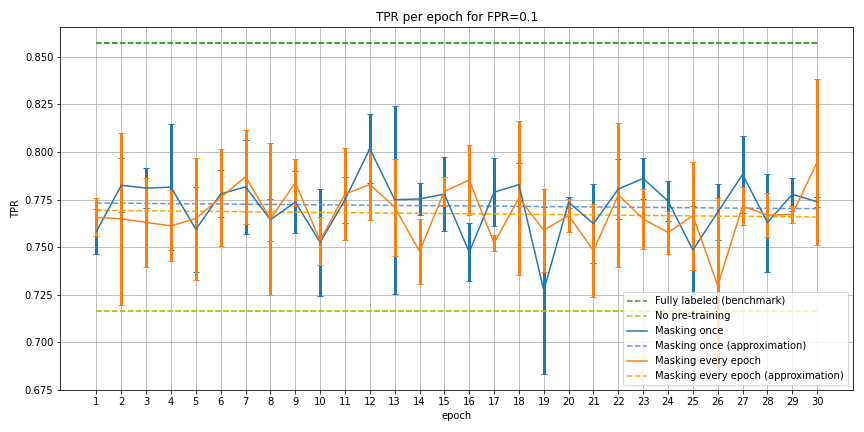 TPR per epoch for FPR=0.1
TPR
0.850
0.825
0.800
0.775
0.750
0.725
0.700
0.675
Fully labeled (benchmark)
No pre-training
Masking once
Masking once (approximation)
Masking every epoch
Masking every epoch (approximation)
1 2 3 4 5 6 7 8 9 10 11 12 13 14 15 16 17 18 19 20 21 22 23 24 25 26 27 28 29 30
epoch